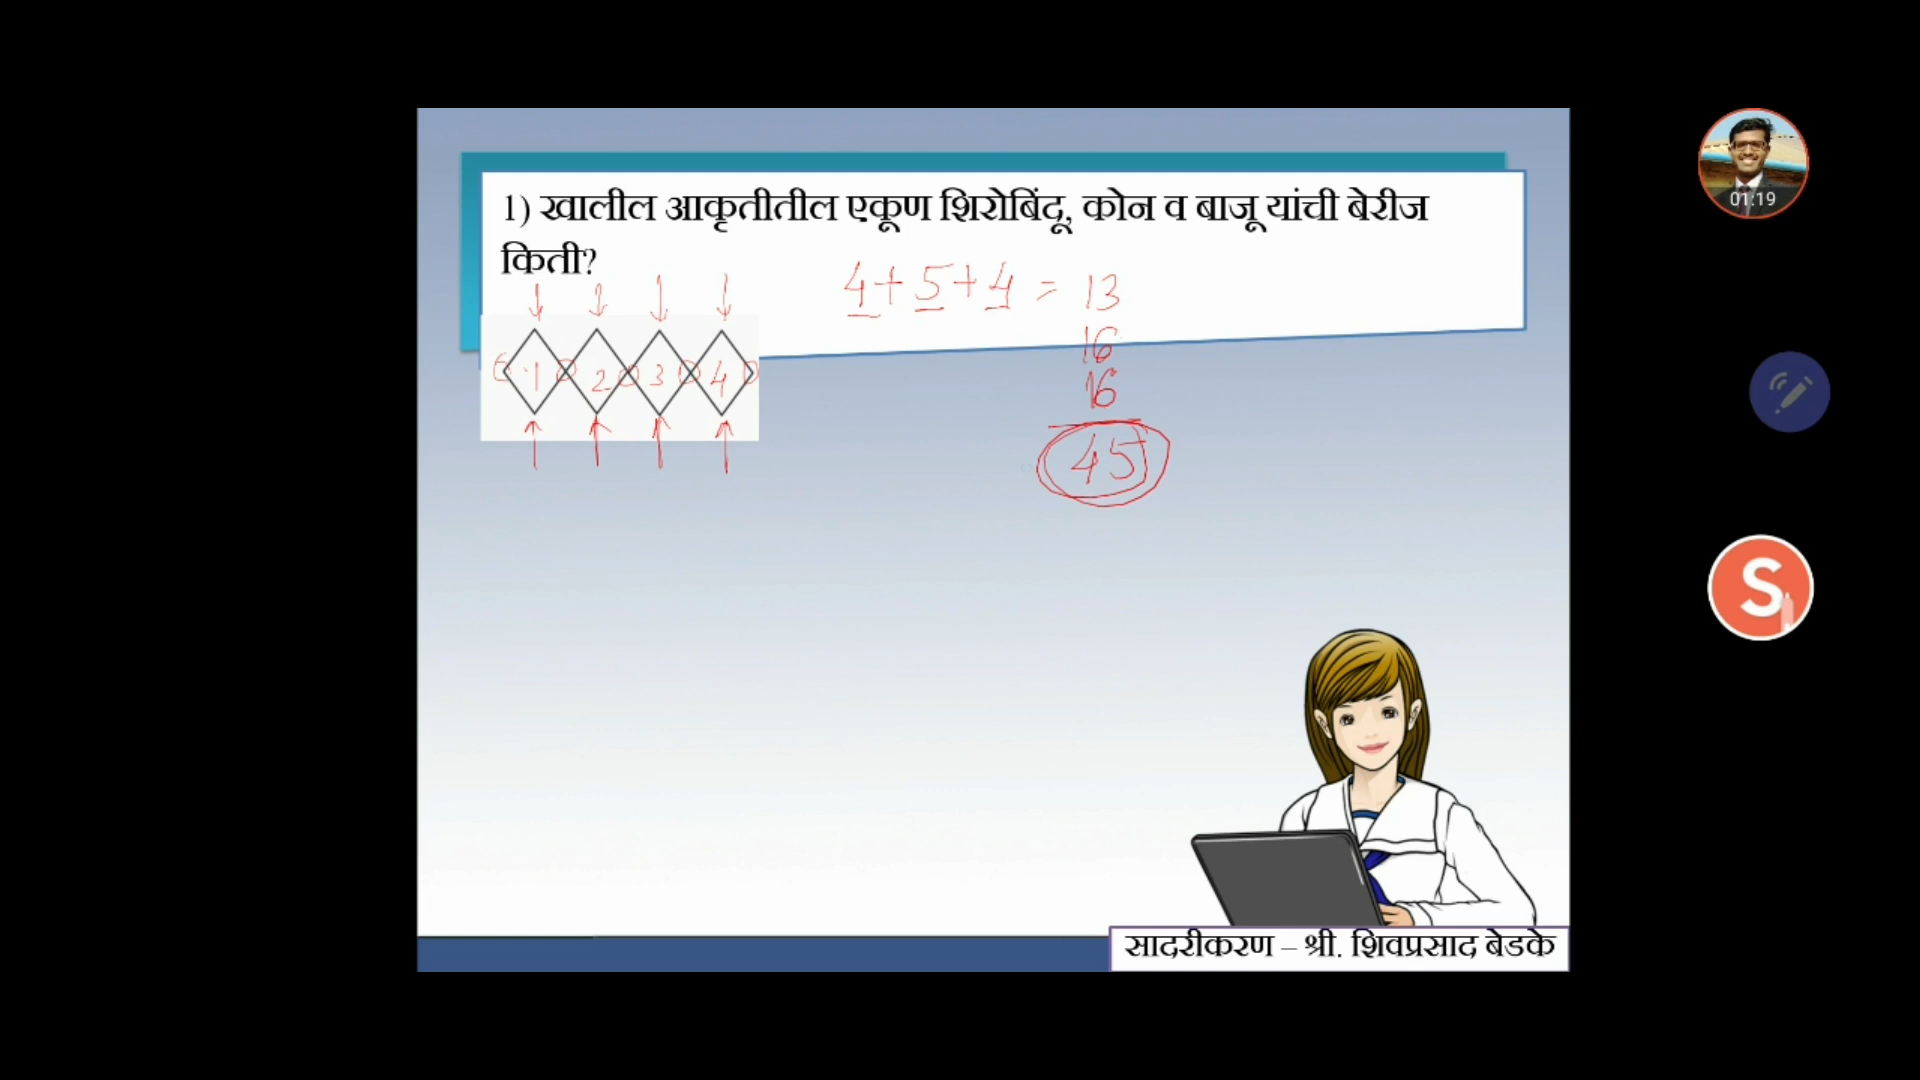 1) खालील आकृतीतील एकूण शिरोबिंदू, कोन व बाजू यांची बेरीज
किती?
4+5+4 = 13
16
16
45
1 2 3 4
01:19
S
सादरीकरण – श्री. शिवप्रसाद बेडके